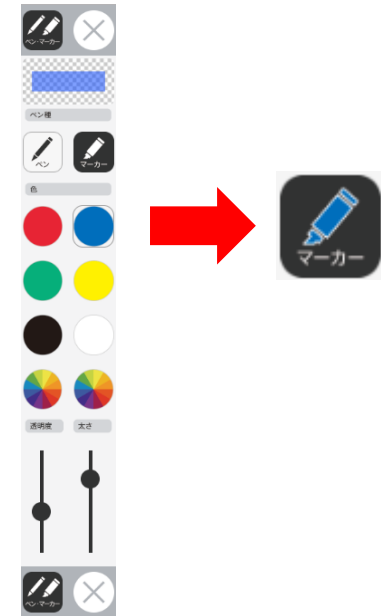 ペン・マーカー
ペン種
ペン
マーカー
色
透明度
太さ
ペン・マーカー
マーカー